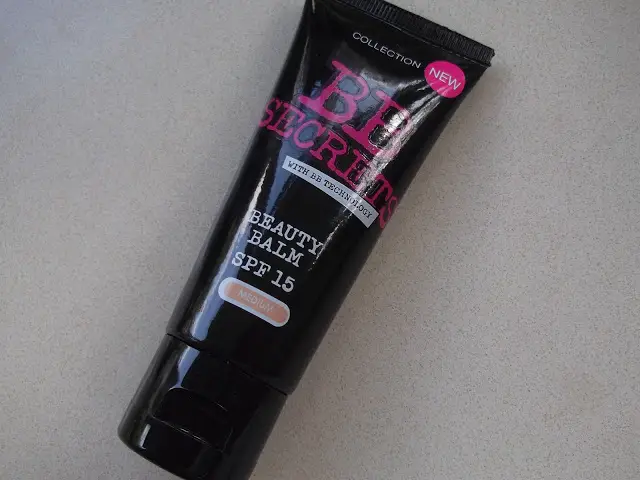 COLLECTION
NEW
BB
SECRETS
WITH BB TECHNOLOGY
BEAUTY
BALM
SPF 15
MEDIUM